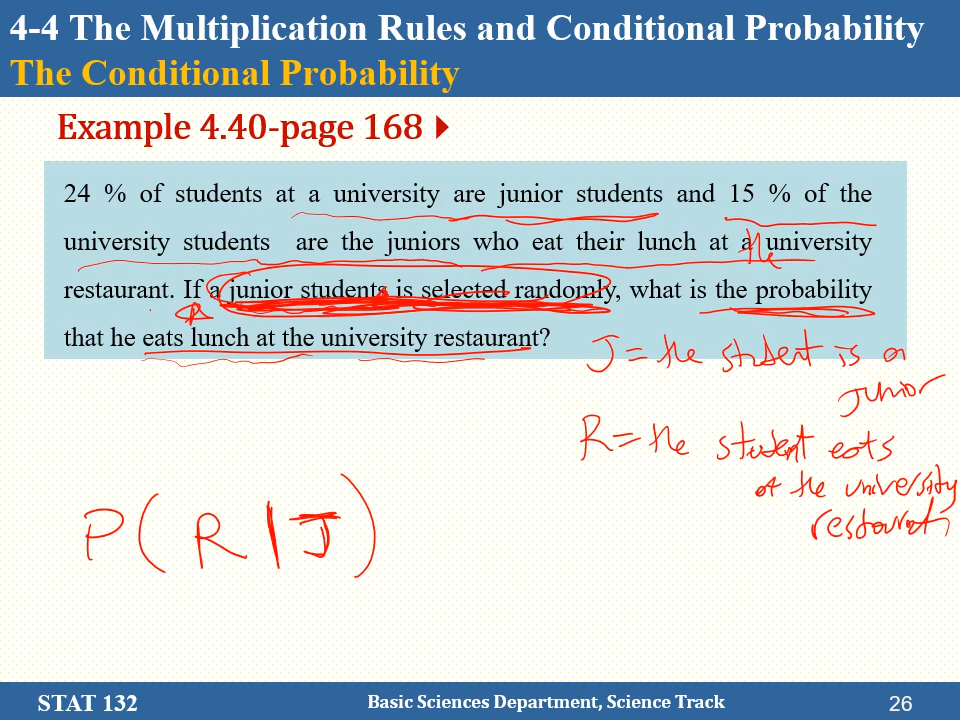 4-4 The Multiplication Rules and Conditional Probability
The Conditional Probability
Example 4.40-page 168
24 % of students at a university are junior students and 15 % of the
university students are the juniors who eat their lunch at a university
the
restaurant. If a junior students is selected randomly, what is the probability
that he eats lunch at the university restaurant?
J = the student is a
junior
R = the student eats
at the university
restaurant
P( R | J )
STAT 132
Basic Sciences Department, Science Track
26